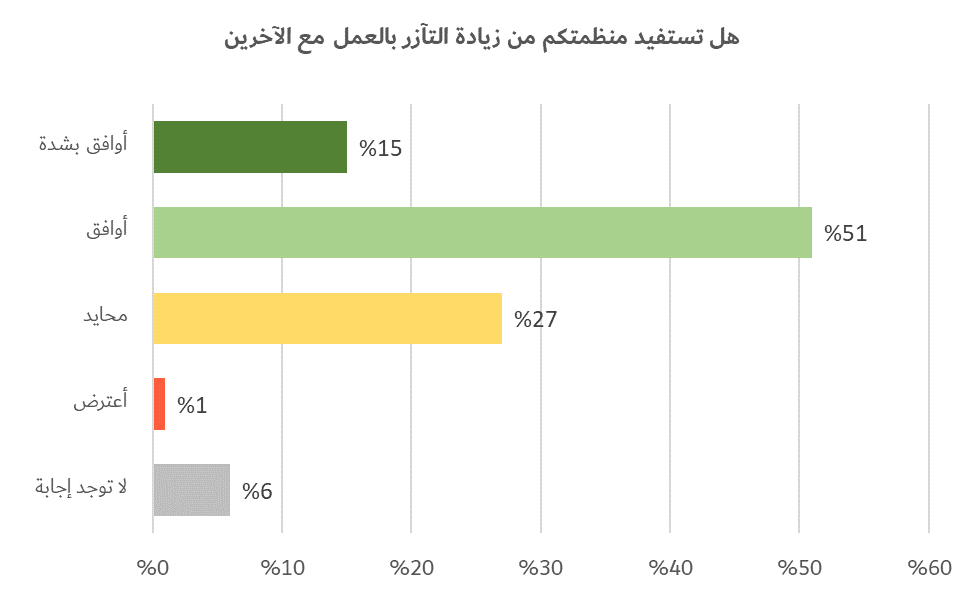 هل تستفيد منظمتكم من زيادة التآزر بالعمل مع الآخرين
أوافق بشدة
%15
أوافق
%51
محايد
%27
أعترض
%1
لا توجد إجابة
%6
%0 %10 %20 %30 %40 %50 %60